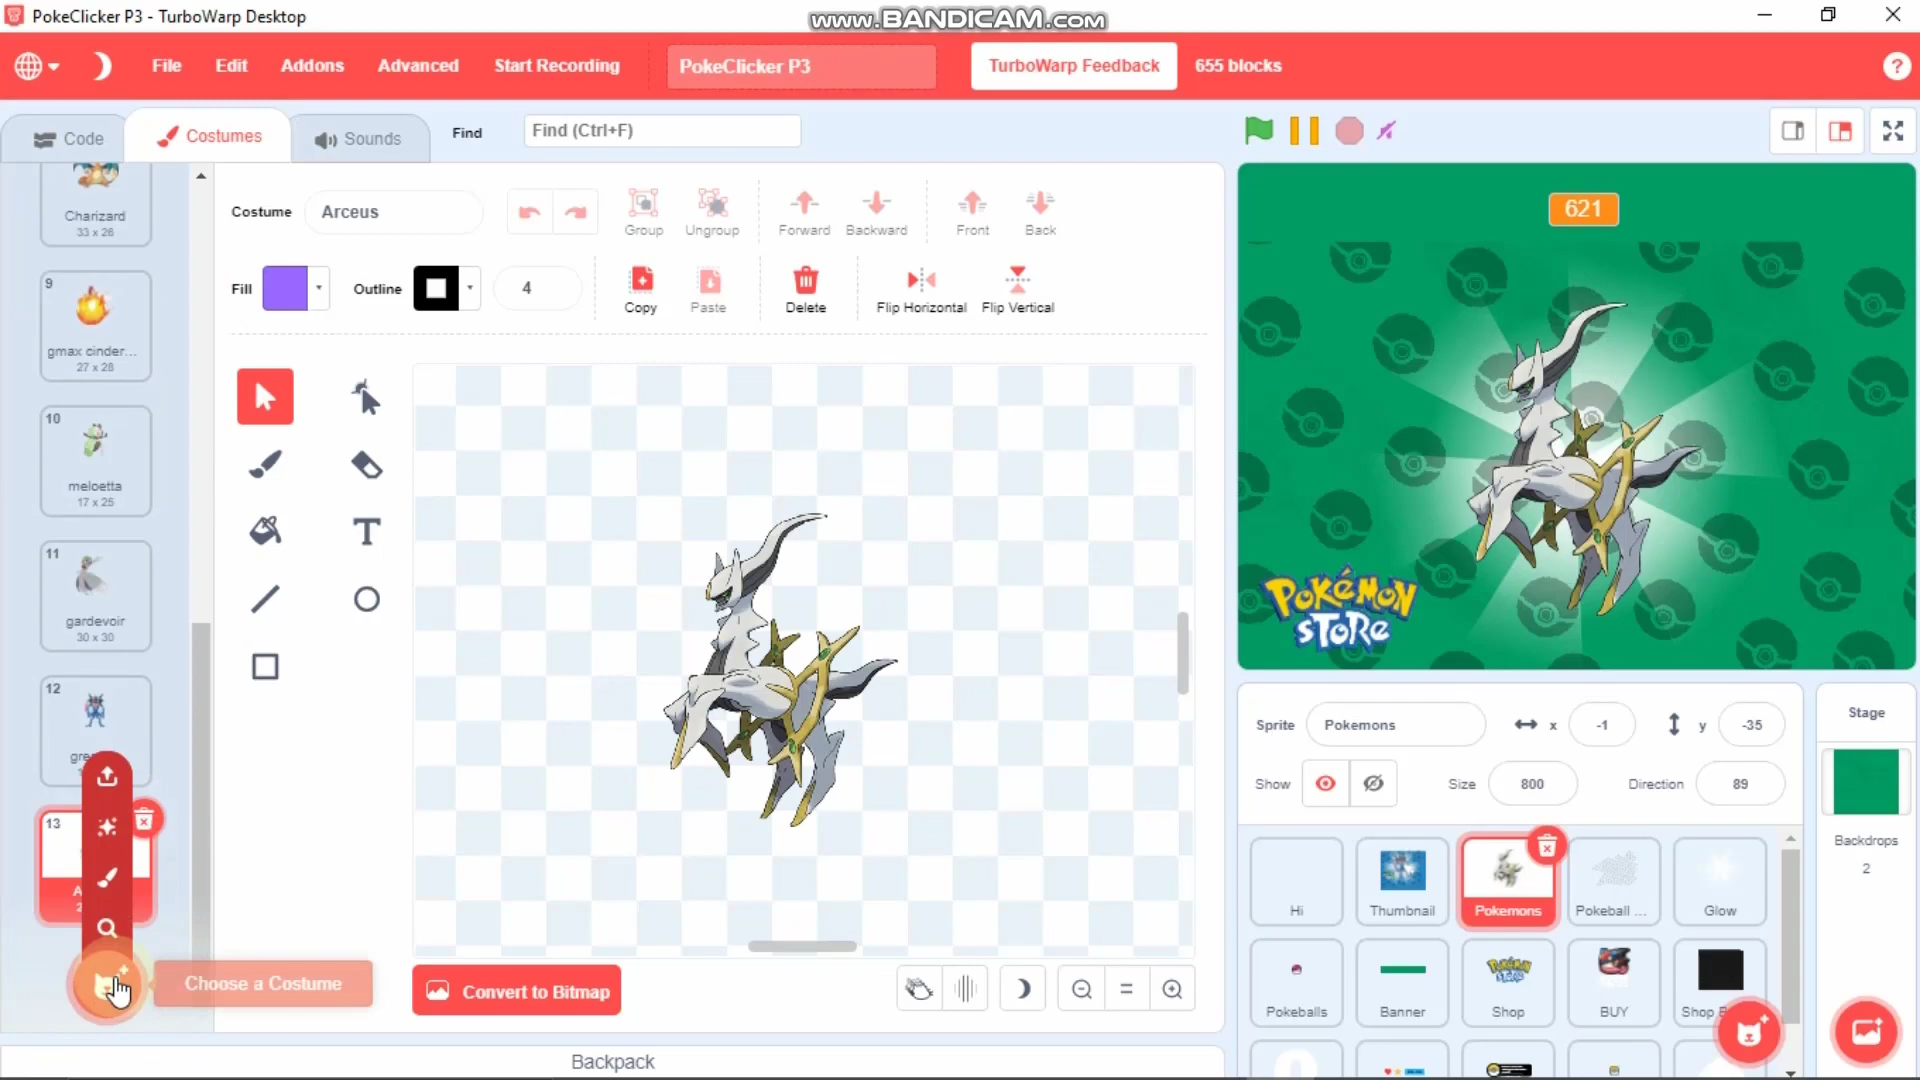 PokeClicker P3 - TurboWarp Desktop
www.BANDICAM.com
File Edit Addons Advanced Start Recording PokeClicker P3 TurboWarp Feedback 655 blocks ?
Code Costumes Sounds Find Find (Ctrl+F)
Charizard
33 x 26
Costume Arceus Group Ungroup Forward Backward Front Back
621
Fill Outline 4 Copy Paste Delete Flip Horizontal Flip Vertical
9
gmax cinder...
27 x 28
10
meloetta
17 x 25
11
gardevoir
30 x 30
12
13
T
POKéMON
STORe
Sprite Pokemons x -1 y -35
Show Size 800 Direction 89
Stage
Backdrops
2
Hi Thumbnail Pokemons Pokeball ... Glow
Pokeballs Banner Shop BUY Shop
Choose a Costume
Convert to Bitmap
Backpack